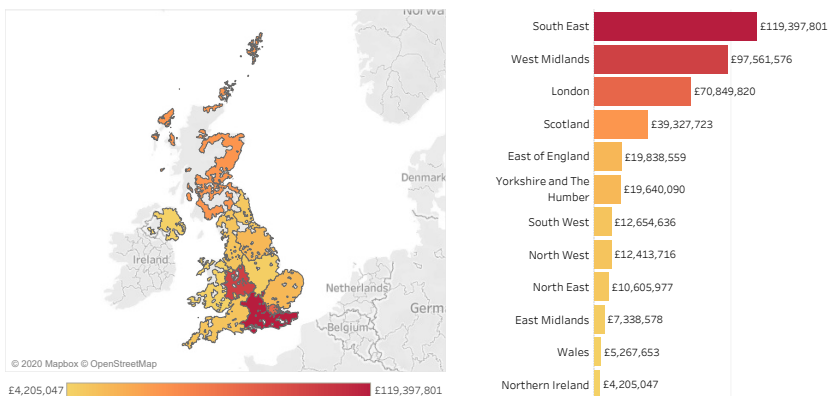 Norwa
Denmark
Ireland
Netherlands
Belgium
Germ
© 2020 Mapbox © OpenStreetMap
£4,205,047 £119,397,801
South East £119,397,801
West Midlands £97,561,576
London £70,849,820
Scotland £39,327,723
East of England £19,838,559
Yorkshire and The
Humber £19,640,090
South West £12,654,636
North West £12,413,716
North East £10,605,977
East Midlands £7,338,578
Wales £5,267,653
Northern Ireland £4,205,047